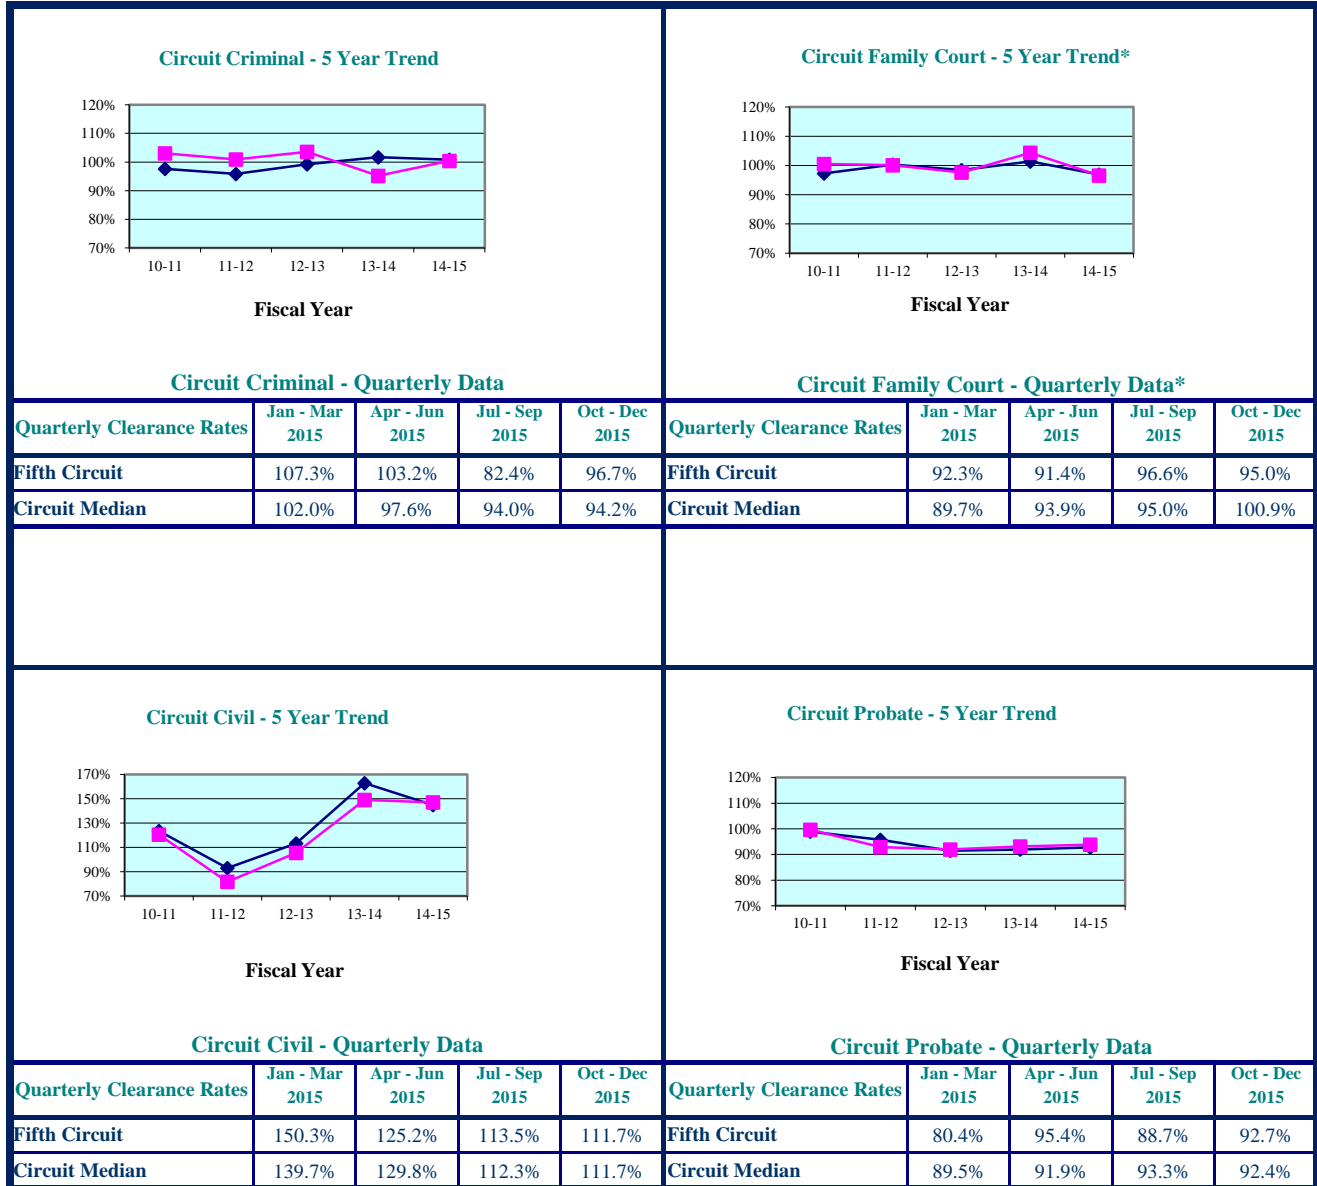 Circuit Criminal - 5 Year Trend
120%
110%
100%
90%
80%
70%
10-11 11-12 12-13 13-14 14-15
Fiscal Year
Circuit Criminal - Quarterly Data
Quarterly Clearance Rates Jan - Mar 2015 Apr - Jun 2015 Jul - Sep 2015 Oct - Dec 2015
Fifth Circuit 107.3% 103.2% 82.4% 96.7%
Circuit Median 102.0% 97.6% 94.0% 94.2%
Circuit Family Court - 5 Year Trend*
120%
110%
100%
90%
80%
70%
10-11 11-12 12-13 13-14 14-15
Fiscal Year
Circuit Family Court - Quarterly Data*
Quarterly Clearance Rates Jan - Mar 2015 Apr - Jun 2015 Jul - Sep 2015 Oct - Dec 2015
Fifth Circuit 92.3% 91.4% 96.6% 95.0%
Circuit Median 89.7% 93.9% 95.0% 100.9%
Circuit Civil - 5 Year Trend
170%
150%
130%
110%
90%
70%
10-11 11-12 12-13 13-14 14-15
Fiscal Year
Circuit Civil - Quarterly Data
Quarterly Clearance Rates Jan - Mar 2015 Apr - Jun 2015 Jul - Sep 2015 Oct - Dec 2015
Fifth Circuit 150.3% 125.2% 113.5% 111.7%
Circuit Median 139.7% 129.8% 112.3% 111.7%
Circuit Probate - 5 Year Trend
120%
110%
100%
90%
80%
70%
10-11 11-12 12-13 13-14 14-15
Fiscal Year
Circuit Probate - Quarterly Data
Quarterly Clearance Rates Jan - Mar 2015 Apr - Jun 2015 Jul - Sep 2015 Oct - Dec 2015
Fifth Circuit 80.4% 95.4% 88.7% 92.7%
Circuit Median 89.5% 91.9% 93.3% 92.4%